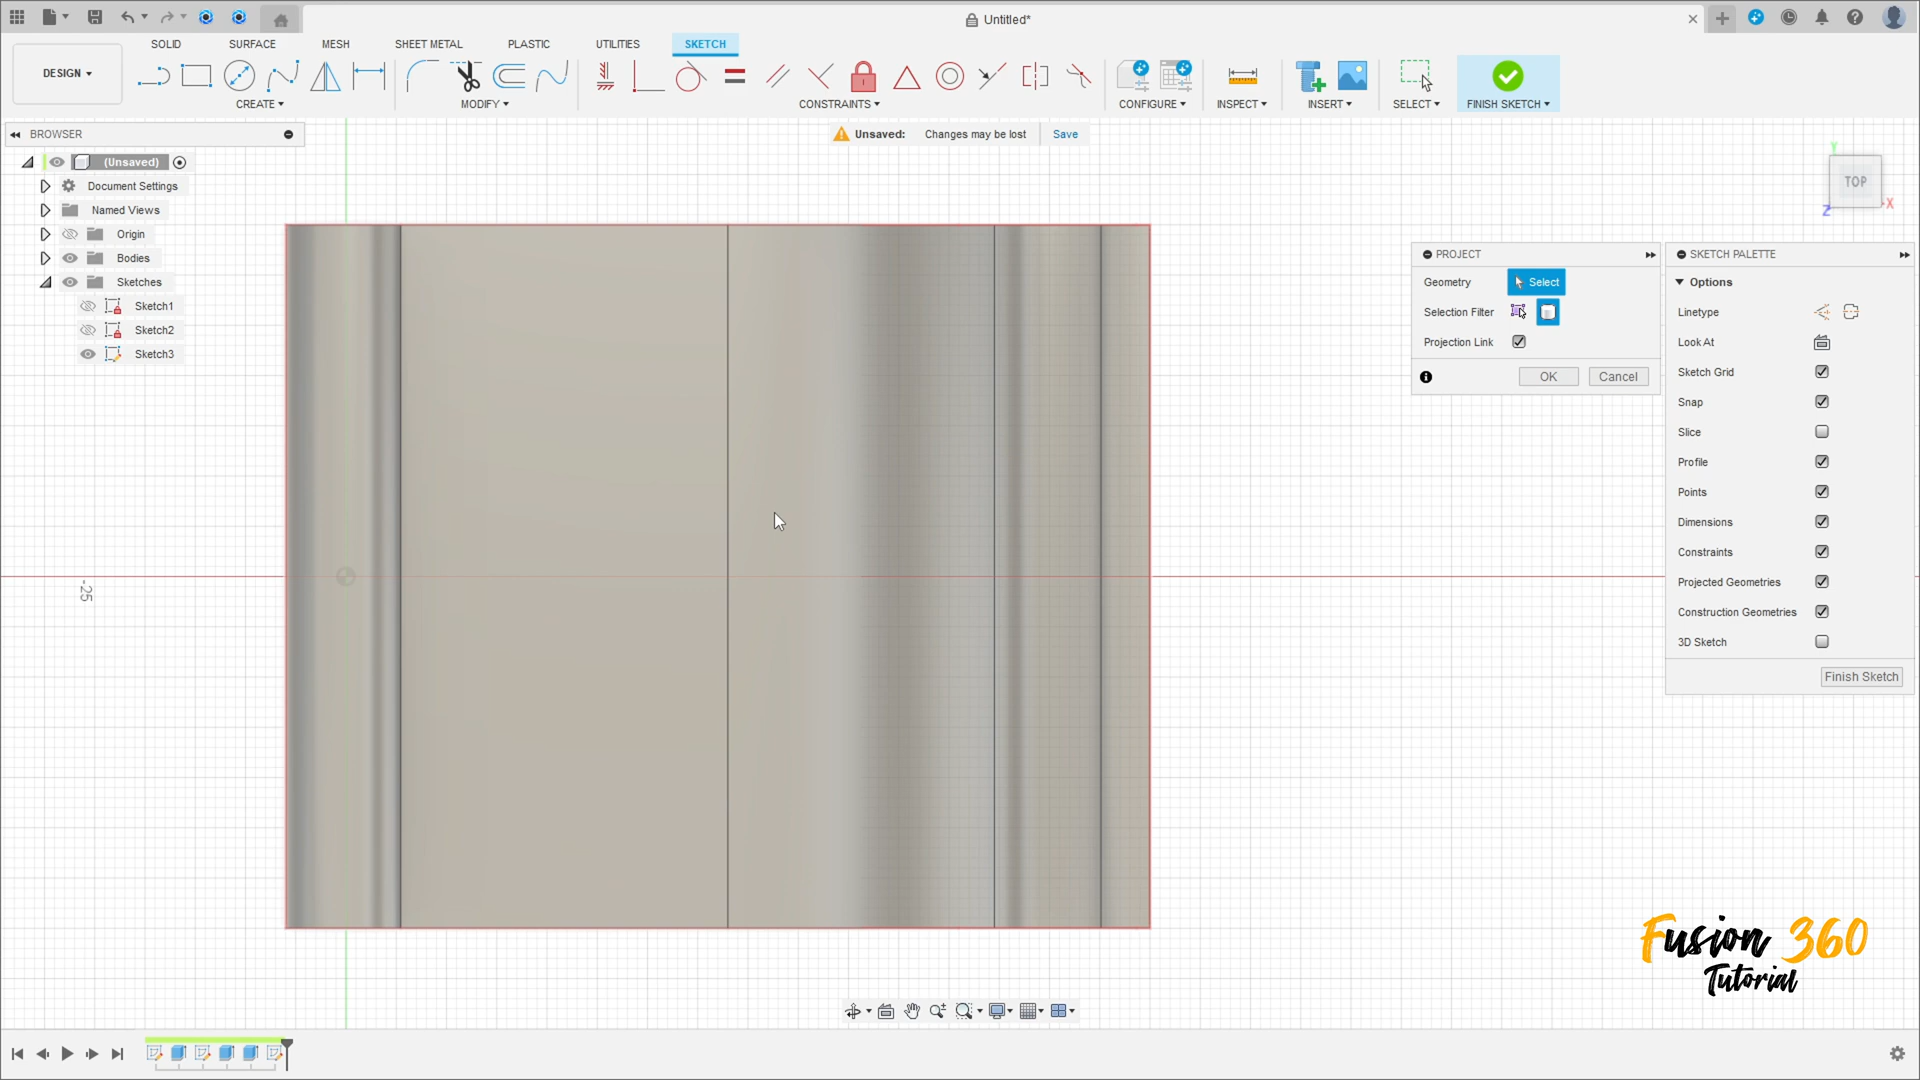 Untitled*
SOLID
SURFACE
MESH
SHEET METAL
PLASTIC
UTILITIES
SKETCH
DESIGN
CREATE
MODIFY
CONSTRAINTS
CONFIGURE
INSPECT
INSERT
SELECT
FINISH SKETCH
BROWSER
Unsaved: Changes may be lost Save
(Unsaved)
Document Settings
Named Views
Origin
Bodies
Sketches
Sketch1
Sketch2
Sketch3
Y
TOP
X
Z
PROJECT
Geometry Select
Selection Filter
Projection Link
OK Cancel
SKETCH PALETTE
Options
Linetype
Look At
Sketch Grid
Snap
Slice
Profile
Points
Dimensions
Constraints
Projected Geometries
Construction Geometries
3D Sketch
Finish Sketch
-25
Fusion 360
Tutorial